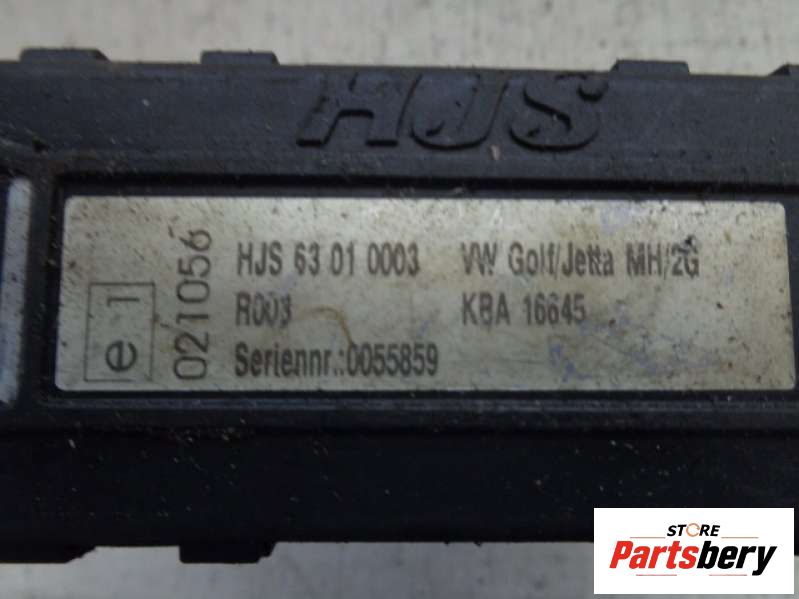 HJS
e 1
021056
HJS 63 01 0003 VW Golf/Jetta MH/2G
R003 KBA 16645
Seriennr.:0055859
STORE
Partsbery